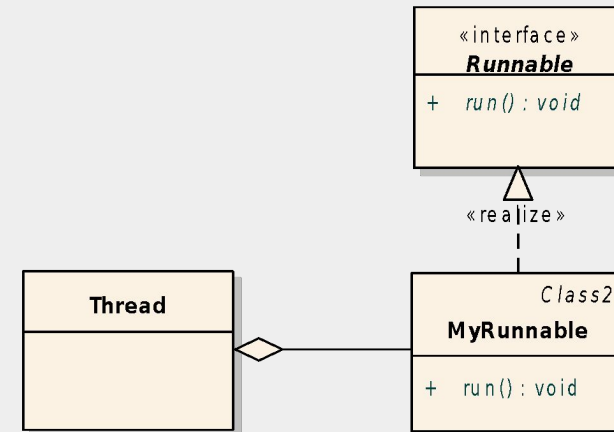 «interface»
Runnable
+ run() : void
«realize»
Thread
Class2
MyRunnable
+ run() : void